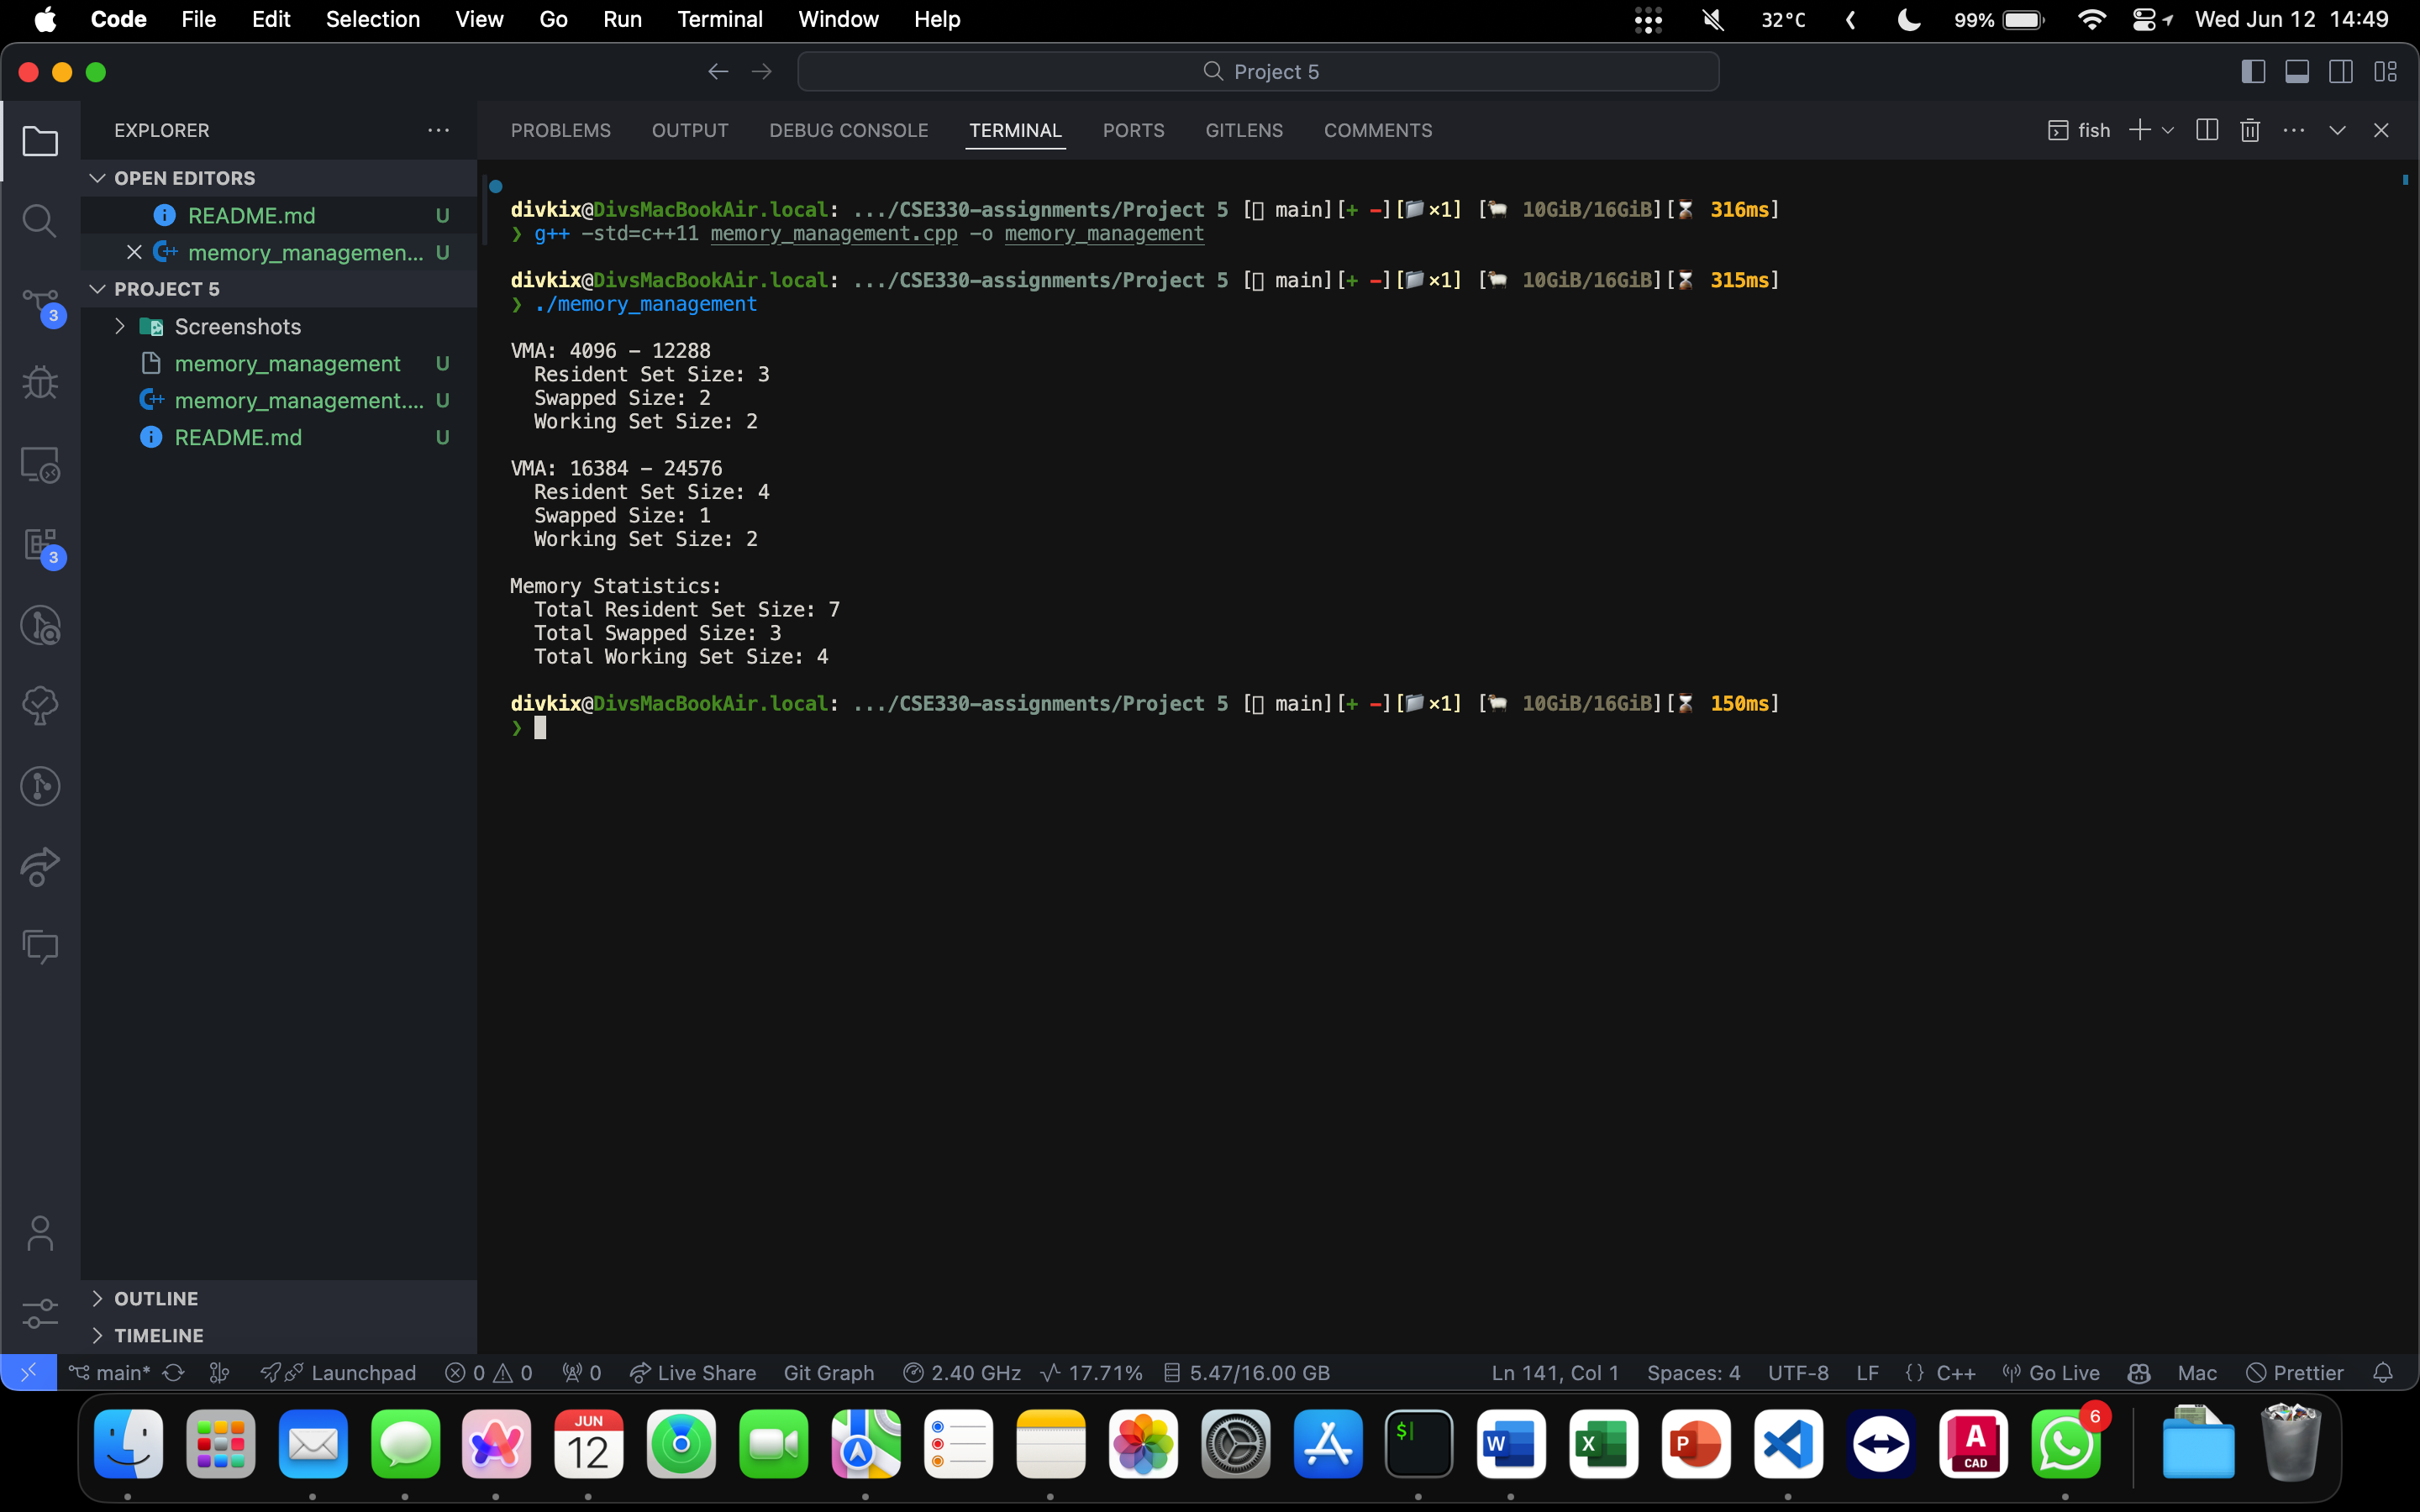 Code File Edit Selection View Go Run Terminal Window Help 32°C 99% Wed Jun 12 14:49
Project 5
EXPLORER
OPEN EDITORS
README.md U
memory_managemen... U
PROJECT 5
Screenshots
memory_management U
memory_management.... U
README.md U
OUTLINE
TIMELINE
3
3
PROBLEMS OUTPUT DEBUG CONSOLE TERMINAL PORTS GITLENS COMMENTS fish
divkix@DivsMacBookAir.local: .../CSE330-assignments/Project 5 [ main][+ -][×1] [ 10GiB/16GiB][ 316ms]
❯ g++ -std=c++11 memory_management.cpp -o memory_management
divkix@DivsMacBookAir.local: .../CSE330-assignments/Project 5 [ main][+ -][×1] [ 10GiB/16GiB][ 315ms]
❯ ./memory_management
VMA: 4096 - 12288
Resident Set Size: 3
Swapped Size: 2
Working Set Size: 2
VMA: 16384 - 24576
Resident Set Size: 4
Swapped Size: 1
Working Set Size: 2
Memory Statistics:
Total Resident Set Size: 7
Total Swapped Size: 3
Total Working Set Size: 4
divkix@DivsMacBookAir.local: .../CSE330-assignments/Project 5 [ main][+ -][×1] [ 10GiB/16GiB][ 150ms]
❯
main* Launchpad 0 0 0 Live Share Git Graph 2.40 GHz 17.71% 5.47/16.00 GB Ln 141, Col 1 Spaces: 4 UTF-8 LF {} C++ Go Live Mac Prettier
JUN
12
$
W
X
P
A
CAD
6